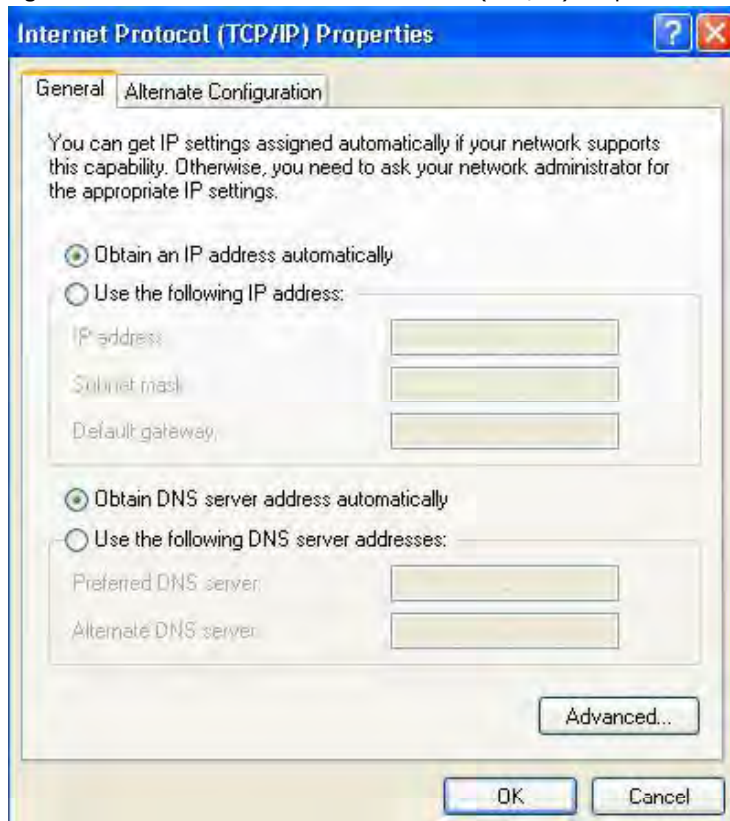 Internet Protocol (TCP/IP) Properties
General
Alternate Configuration
You can get IP settings assigned automatically if your network supports
this capability. Otherwise, you need to ask your network administrator for
the appropriate IP settings.
Obtain an IP address automatically
Use the following IP address:
IP address
Subnet mask
Default gateway:
Obtain DNS server address automatically
Use the following DNS server addresses:
Preferred DNS server
Alternate DNS server
Advanced...
OK
Cancel